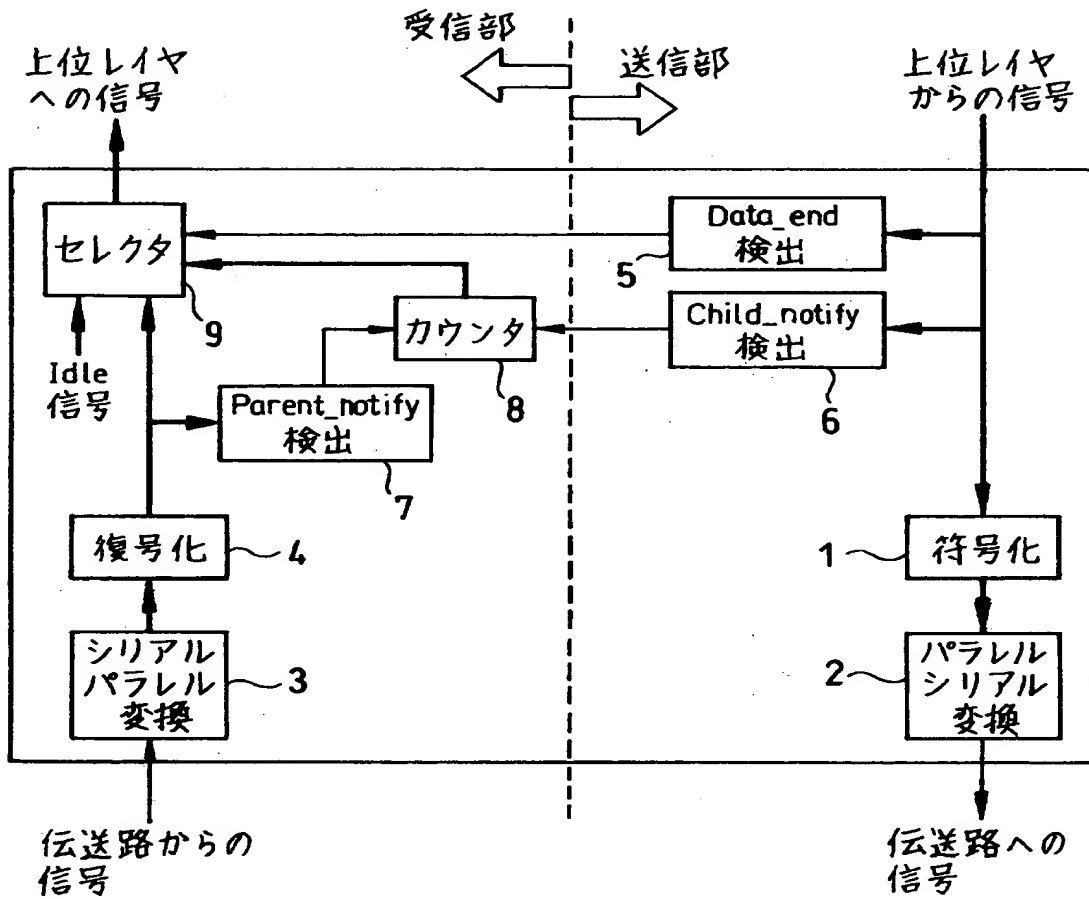 受信部
送信部
上位レイヤ
への信号
上位レイヤ
からの信号
セレクタ
9
Data_end
検出
5
Idle
信号
カウンタ
8
Child_notify
検出
6
Parent_notify
検出
7
復号化
4
1
符号化
シリアル
パラレル
変換
3
2
パラレル
シリアル
変換
伝送路からの
信号
伝送路への
信号